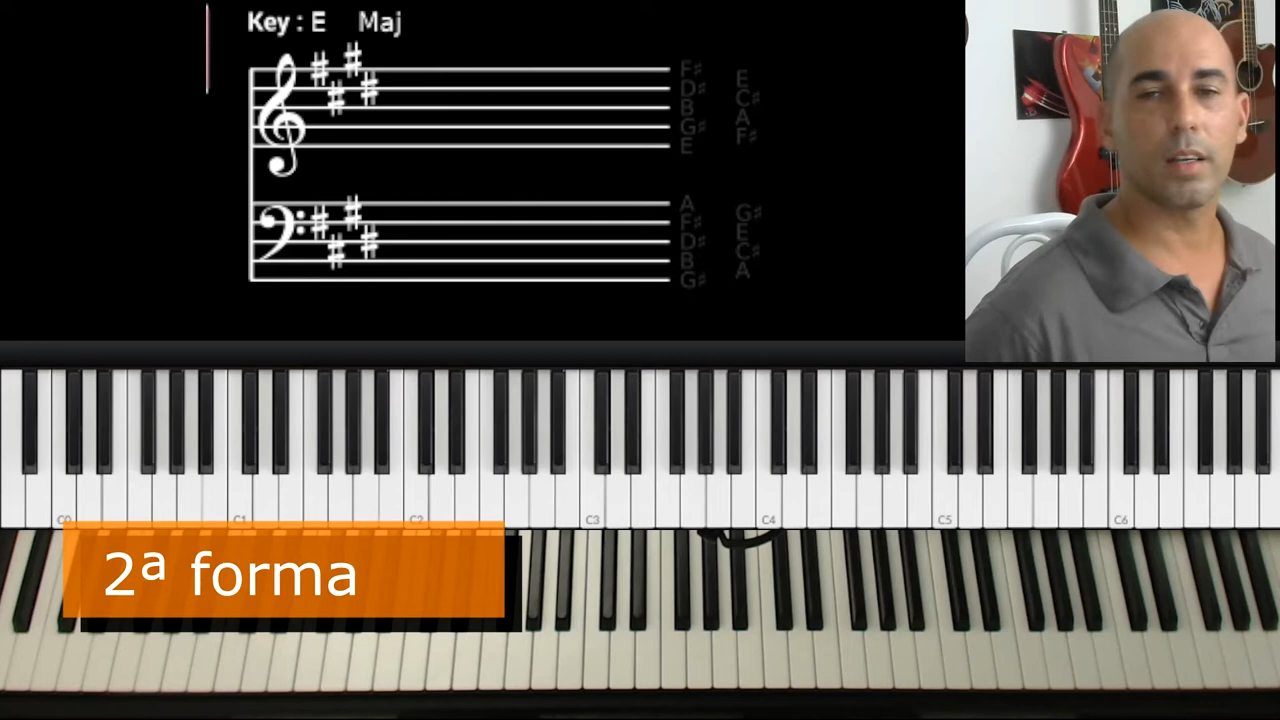 Key : E Maj
F♯
D♯
B
G♯
E
E
C♯
A
F♯
A
F♯
D♯
B
G♯
G♯
E
C♯
A
C0
C1
C2
C3
C4
C5
C6
2ª forma